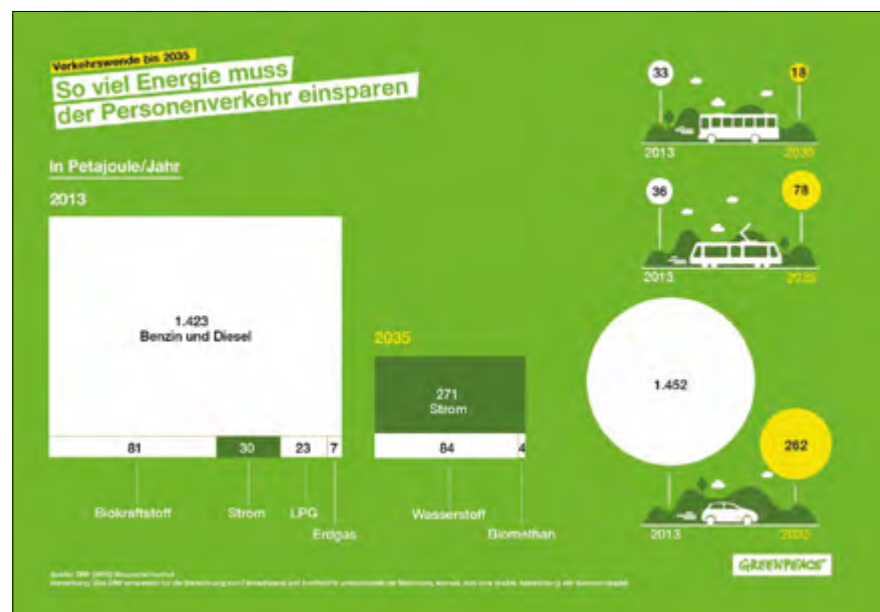 Verkehrswende bis 2035
So viel Energie muss
der Personenverkehr einsparen
In Petajoule/Jahr
2013
1.423
Benzin und Diesel
81
30
23
7
Biokraftstoff
Strom
LPG
Erdgas
2035
271
Strom
84
4
Wasserstoff
Biomethan
33
18
2013
2035
36
78
2013
2035
1.452
262
2013
2035
GREENPEACE